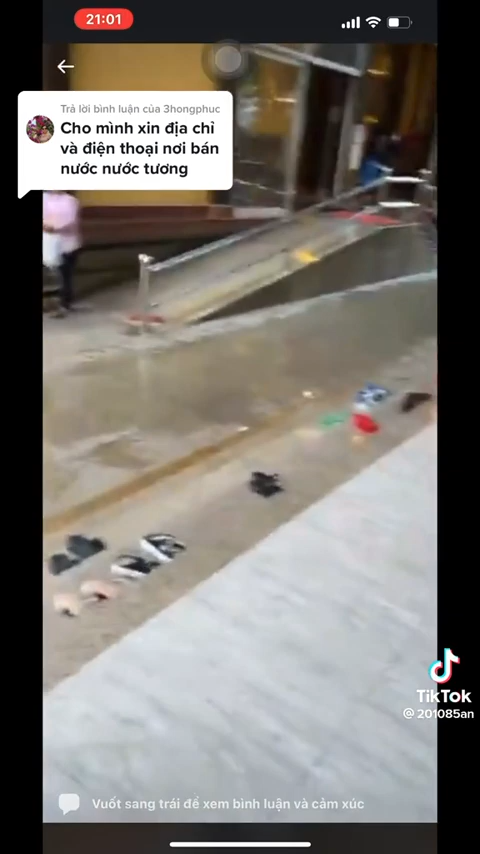 21:01
Trả lời bình luận của 3hongphuc
Cho mình xin địa chỉ
và điện thoại nơi bán
nước nước tương
TikTok
@201085an
Vuốt sang trái để xem bình luận và cảm xúc